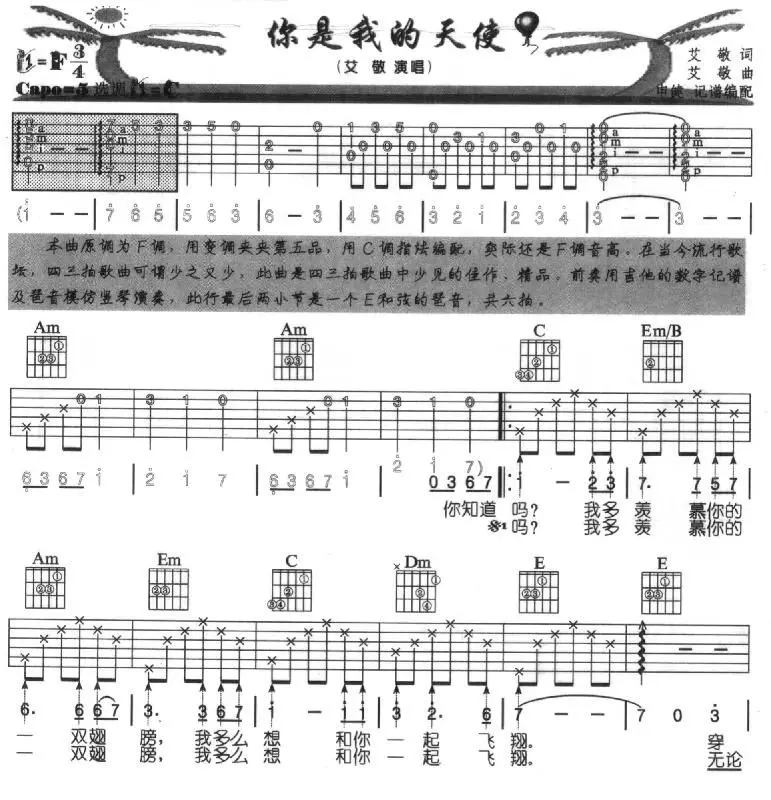 你是我的天使
(艾敬演唱)
1=F 3/4
Capo=5 选调1=C
艾敬词
艾敬曲
记谱编配
(1 - - | 7 6 5 | 5 6 3 | 6 - 3 | 4 5 6 | 3 2 1 | 2 3 4 | 3 - - | 3 - - |
本曲原调为F调,用变调夹夹第五品,用C调指法编配,实际还是F调音高。在当今流行歌
坛,四三拍歌曲可谓少之又少,此曲是四三拍歌曲中少见的佳作、精品。前奏用吉他的数字记谱
及琶音模仿竖琴演奏,此行最后两小节是一个E和弦的琶音,共六拍。
Am Am C Em/B
6 3 6 7 1 | 2 1 7 | 6 3 6 7 1 | 2 1 7) 0 3 6 7 |: 1 - 2 3 | 7. 7 5 7
你知道 吗? 我多 羡 慕你的
※1 吗? 我多 羡 慕你的
Am Em C Dm E E
6. 6 6 7 | 3. 3 6 7 | 1 - 1 1 | 3 2. 6 | 7 - - | 7 0 3 |
一 双翅 膀, 我多么 想 和你 一 起 飞 翔。 穿
一 双翅 膀, 我多么 想 和你 一 起 飞 翔。 无论